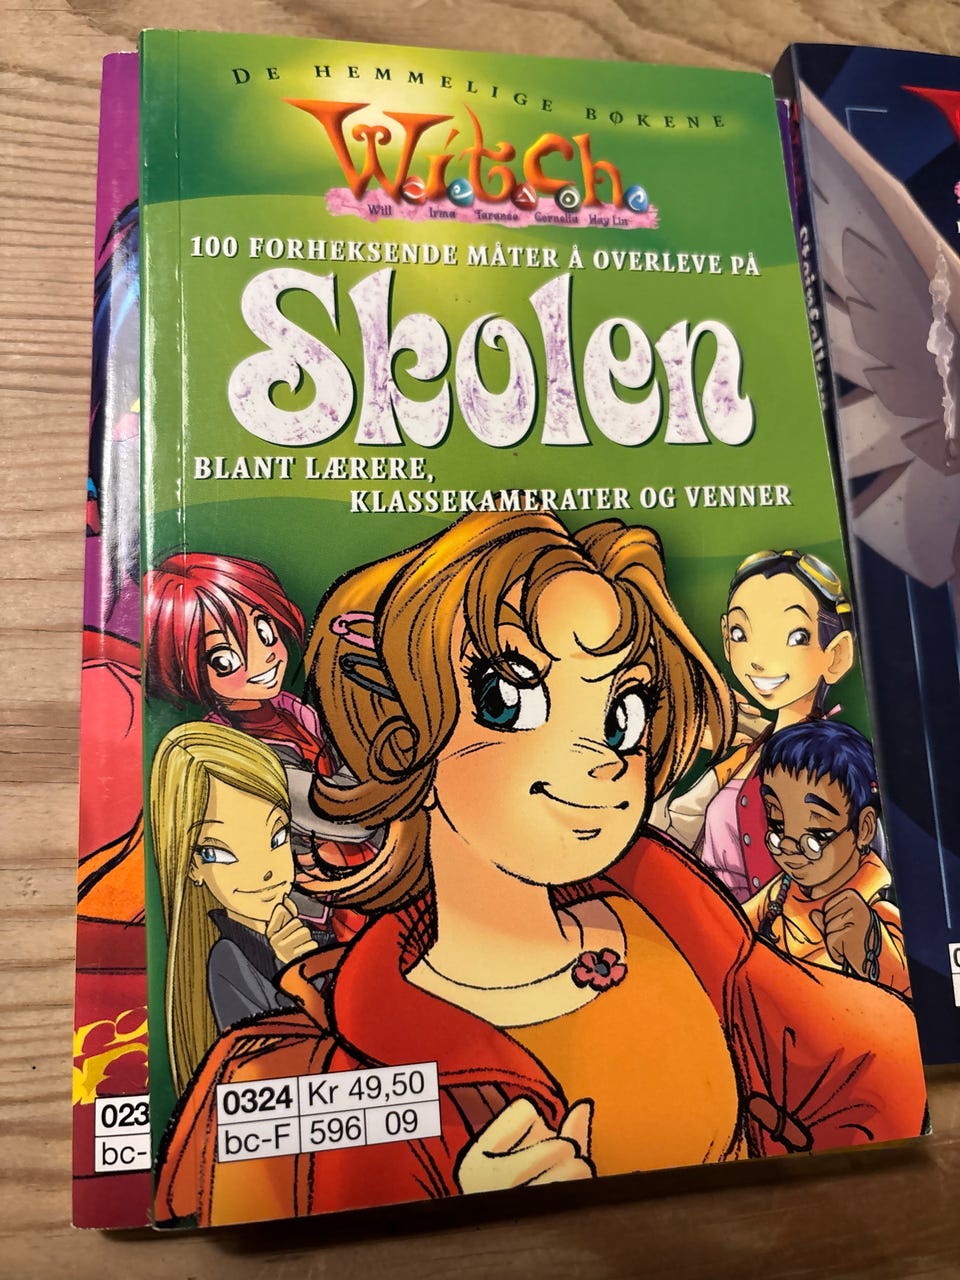 DE HEMMELIGE BØKENE
W.i.t.c.h.
Will Irma Taranee Cornelia Hay Lin
100 FORHEKSENDE MÅTER Å OVERLEVE PÅ
Skolen
BLANT LÆRERE,
KLASSEKAMERATER OG VENNER
0324 Kr 49,50
bc-F 596 09
023
bc-